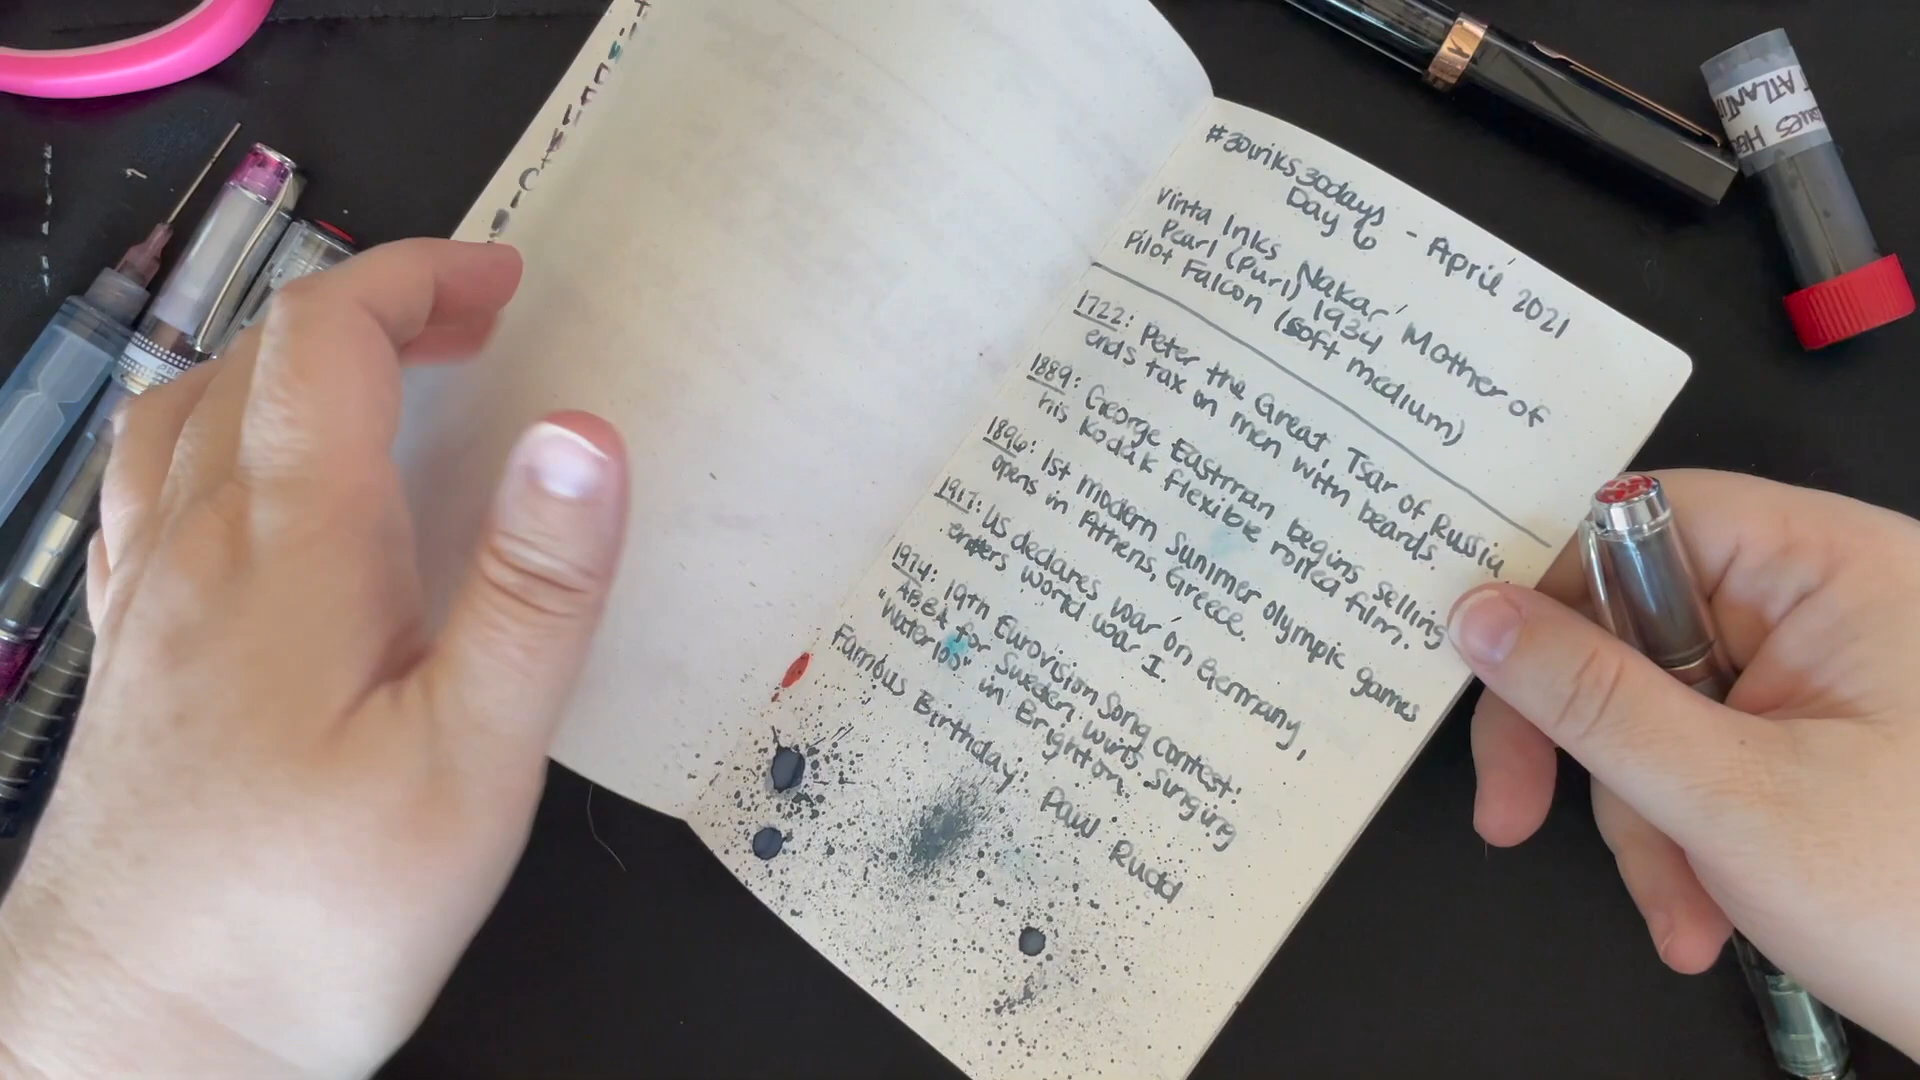 #30inks30days - April 2021
Day 6
Vinta Inks Nakar Mother of
Pearl (Purl) 1934
Pilot Falcon (soft medium)
1722: Peter the Great, Tsar of Russia,
ends tax on men with beards.
1889: George Eastman begins selling
his Kodak flexible rolled film.
1896: 1st modern Summer Olympic games
opens in Athens, Greece.
1917: US declares war on Germany,
enters World War I.
1974: 19th Eurovision Song Contest:
ABBA for Sweden wins singing
"Waterloo" in Brighton.
Famous Birthday: Paul Rudd